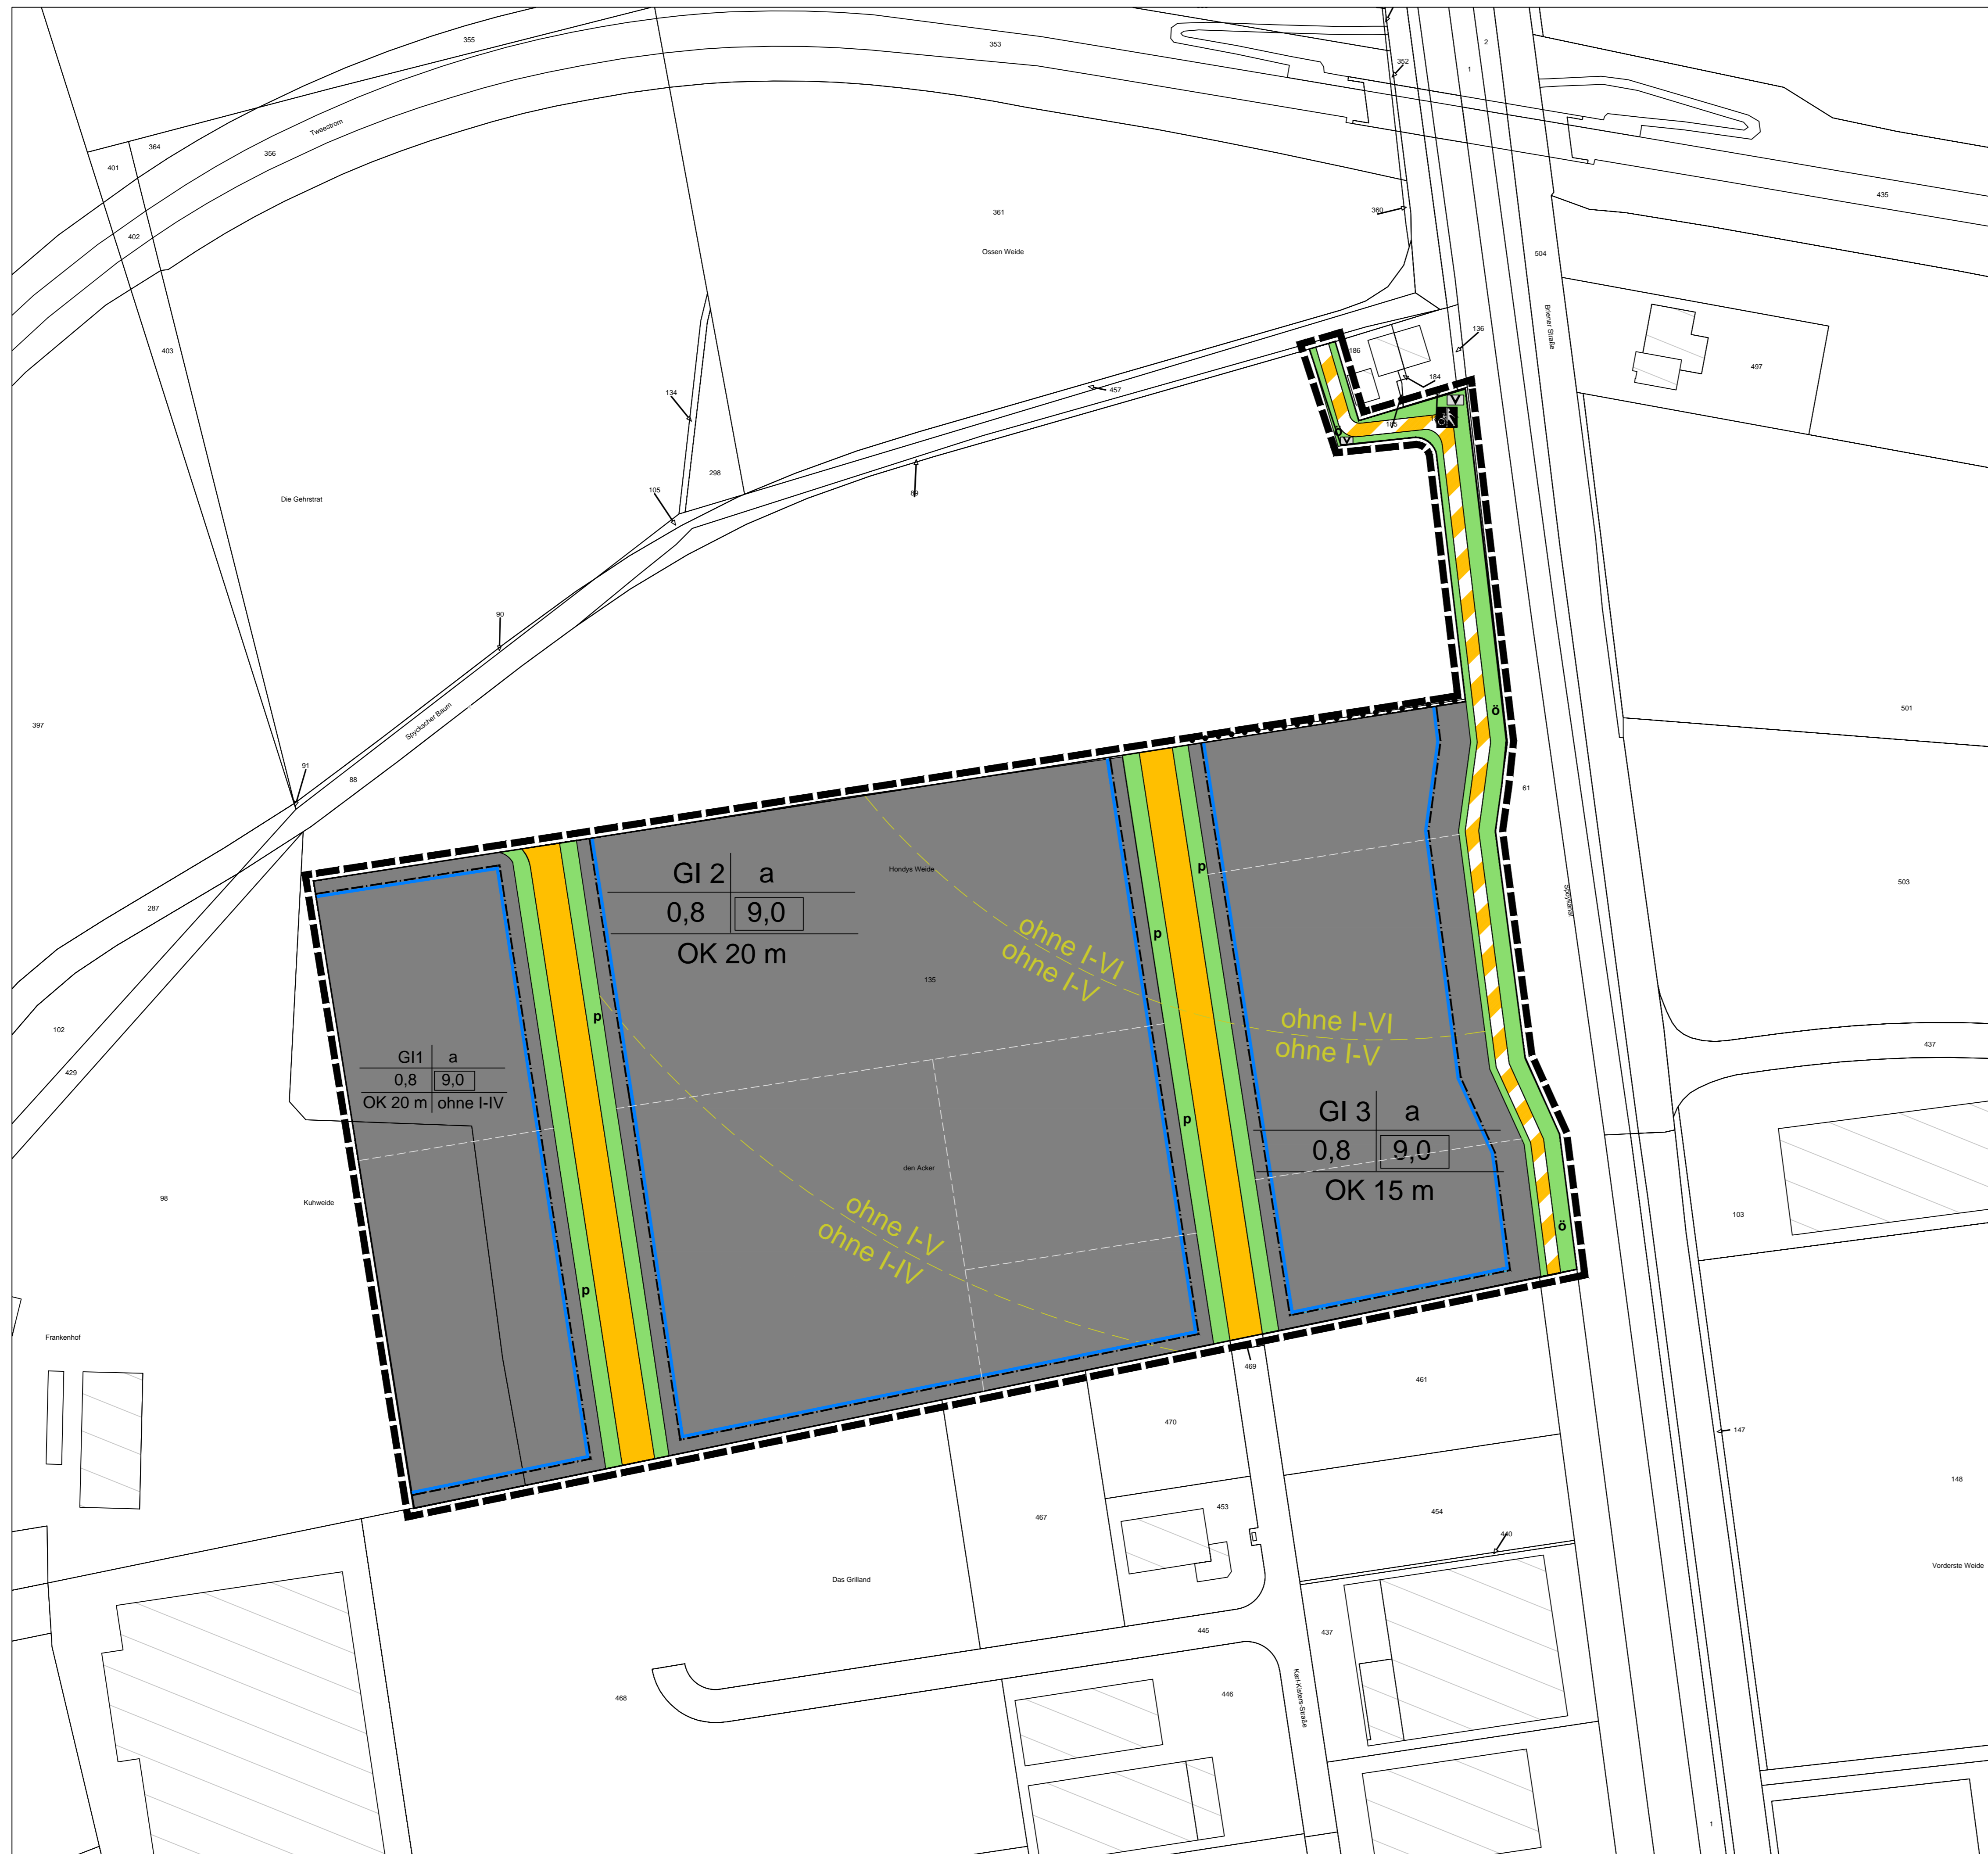 355
353
2
1
352
Tweestrom
364
356
401
402
403
361
Ossen Weide
360
435
504
Briener Straße
136
186
184
185
497
457
134
298
105
89
Die Gehrstrat
ö
90
Spyckscher Baum
397
91
88
ö
501
61
503
Spoykanal
287
102
429
GI 2 a
0,8 9,0
OK 20 m
Hondys Weide
135
p
p
p
ohne I-VI
ohne I-V
ohne I-VI
ohne I-V
437
GI1 a
0,8 9,0
OK 20 m ohne I-IV
GI 3 a
0,8 9,0
OK 15 m
p
den Acker
98
Kuhweide
ohne I-V
ohne I-IV
103
ö
p
Frankenhof
469
461
470
147
148
467
453
454
440
Das Grilland
Vorderste Weide
445
437
468
446
Karl-Kisters-Straße
1